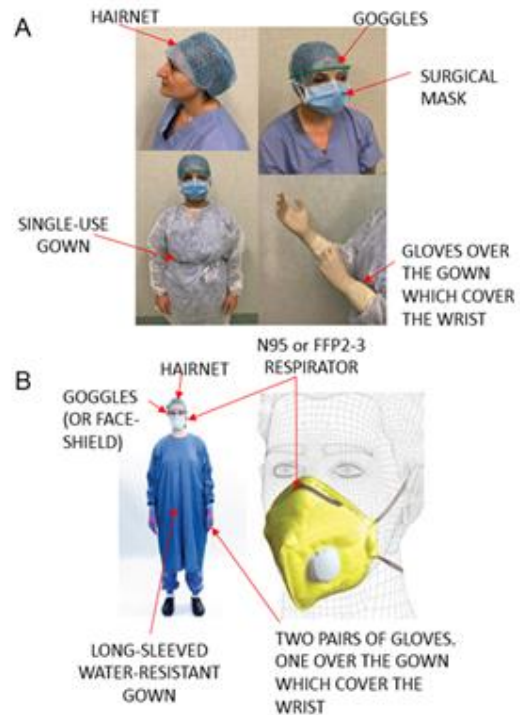 A
HAIRNET
GOGGLES
SURGICAL
MASK
SINGLE-USE
GOWN
GLOVES OVER
THE GOWN
WHICH COVER
THE WRIST
B
HAIRNET
N95 or FFP2-3
RESPIRATOR
GOGGLES
(OR FACE-
SHIELD)
LONG-SLEEVED
WATER-RESISTANT
GOWN
TWO PAIRS OF GLOVES,
ONE OVER THE GOWN
WHICH COVER THE
WRIST